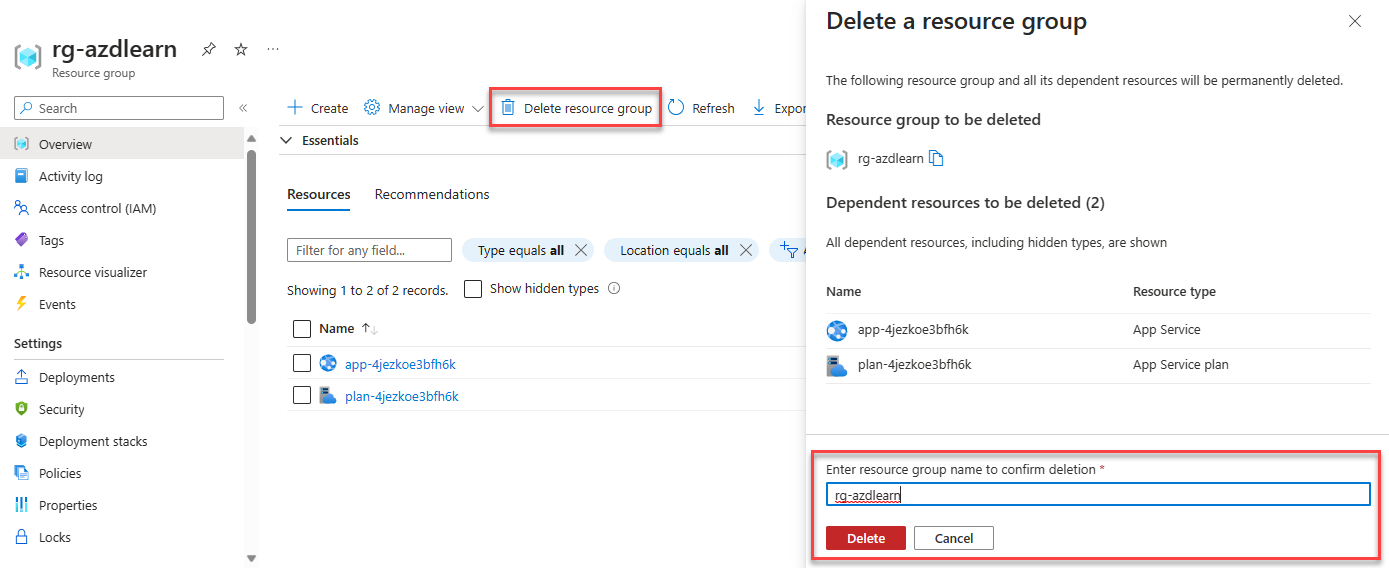 rg-azdlearn
Resource group
Search
Overview
Activity log
Access control (IAM)
Tags
Resource visualizer
Events
Settings
Deployments
Security
Deployment stacks
Policies
Properties
Locks
Create
Manage view
Delete resource group
Refresh
Expor
Essentials
Resources
Recommendations
Filter for any field...
Type equals all
Location equals all
Showing 1 to 2 of 2 records.
Show hidden types
Name
app-4jezkoe3bfh6k
plan-4jezkoe3bfh6k
Delete a resource group
The following resource group and all its dependent resources will be permanently deleted.
Resource group to be deleted
rg-azdlearn
Dependent resources to be deleted (2)
All dependent resources, including hidden types, are shown
Name Resource type
app-4jezkoe3bfh6k App Service
plan-4jezkoe3bfh6k App Service plan
Enter resource group name to confirm deletion *
rg-azdlearn
Delete Cancel